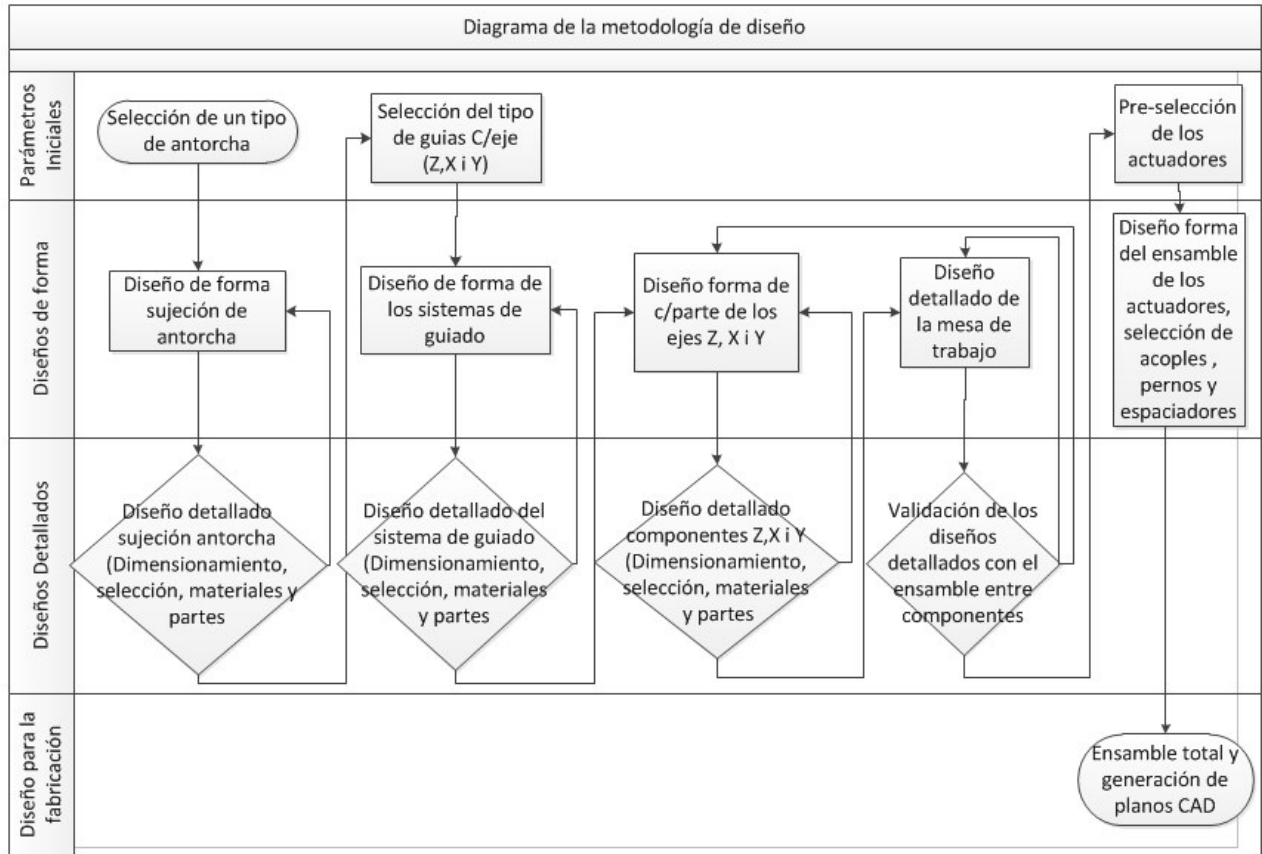 Diagrama de la metodología de diseño
Parámetros
Iniciales
Selección de un tipo
de antorcha
Selección del tipo
de guias C/eje
(Z,X i Y)
Pre-selección
de los
actuadores
Diseños de forma
Diseño de forma
sujeción de
antorcha
Diseño de forma de
los sistemas de
guiado
Diseño forma de
c/parte de los
ejes Z, X i Y
Diseño
detallado de
la mesa de
trabajo
Diseño forma
del ensamble
de los
actuadores,
selección de
acoples ,
pernos y
espaciadores
Diseños Detallados
Diseño detallado
sujeción antorcha
(Dimensionamiento,
selección, materiales y
partes
Diseño detallado del
sistema de guiado
(Dimensionamiento,
selección, materiales
y partes
Diseño detallado
componentes Z,X i Y
(Dimensionamiento,
selección, materiales
y partes
Validación de los
diseños
detallados con el
ensamble entre
componentes
Diseño para la
fabricación
Ensamble total y
generación de
planos CAD